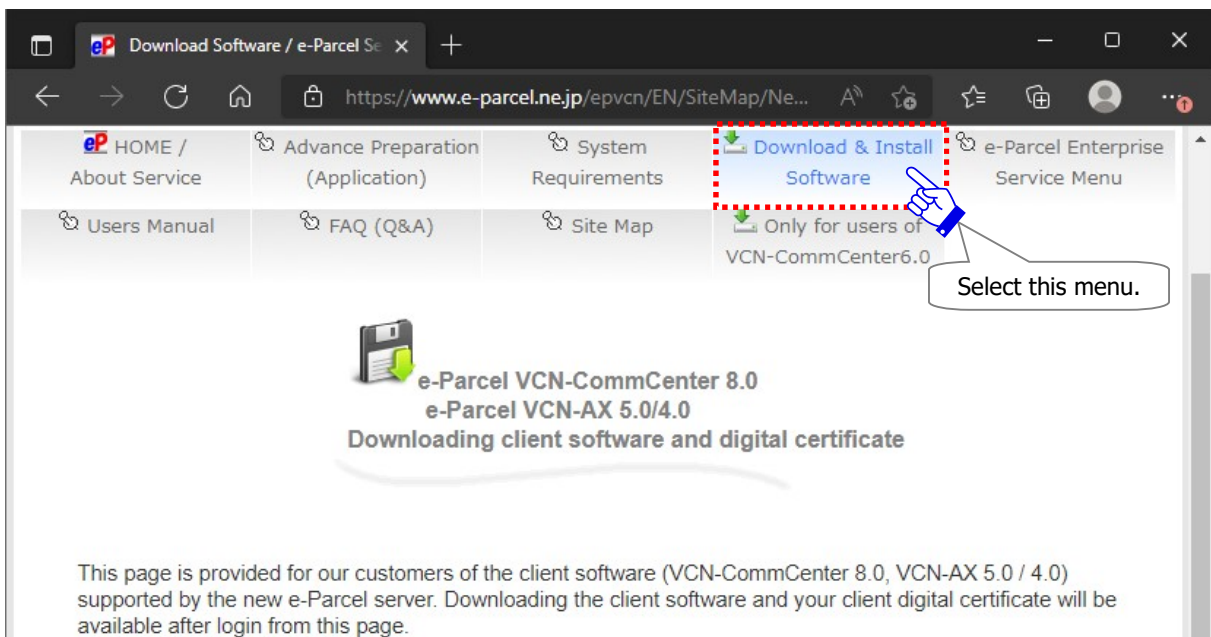 eP Download Software / e-Parcel Se
https://www.e-parcel.ne.jp/epvcn/EN/SiteMap/Ne...
eP HOME /
About Service
Advance Preparation
(Application)
System
Requirements
Download & Install
Software
e-Parcel Enterprise
Service Menu
Users Manual
FAQ (Q&A)
Site Map
Only for users of
VCN-CommCenter6.0
Select this menu.
e-Parcel VCN-CommCenter 8.0
e-Parcel VCN-AX 5.0/4.0
Downloading client software and digital certificate
This page is provided for our customers of the client software (VCN-CommCenter 8.0, VCN-AX 5.0 / 4.0)
supported by the new e-Parcel server. Downloading the client software and your client digital certificate will be
available after login from this page.